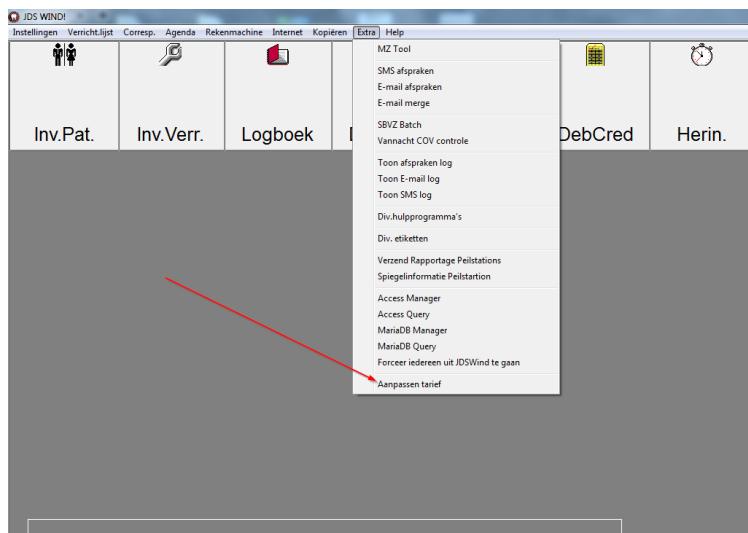 JDS WIND!
Instellingen Verricht.lijst Corresp. Agenda Rekenmachine Internet Kopiëren Extra Help
MZ Tool
SMS afspraken
E-mail afspraken
E-mail merge
SBVZ Batch
Vannacht COV controle
Toon afspraken log
Toon E-mail log
Toon SMS log
Div.hulpprogramma's
Div. etiketten
Verzend Rapportage Peilstations
Spiegelinformatie Peilstartion
Access Manager
Access Query
MariaDB Manager
MariaDB Query
Forceer iedereen uit JDSWind te gaan
Aanpassen tarief
Inv.Pat. Inv.Verr. Logboek DebCred Herin.